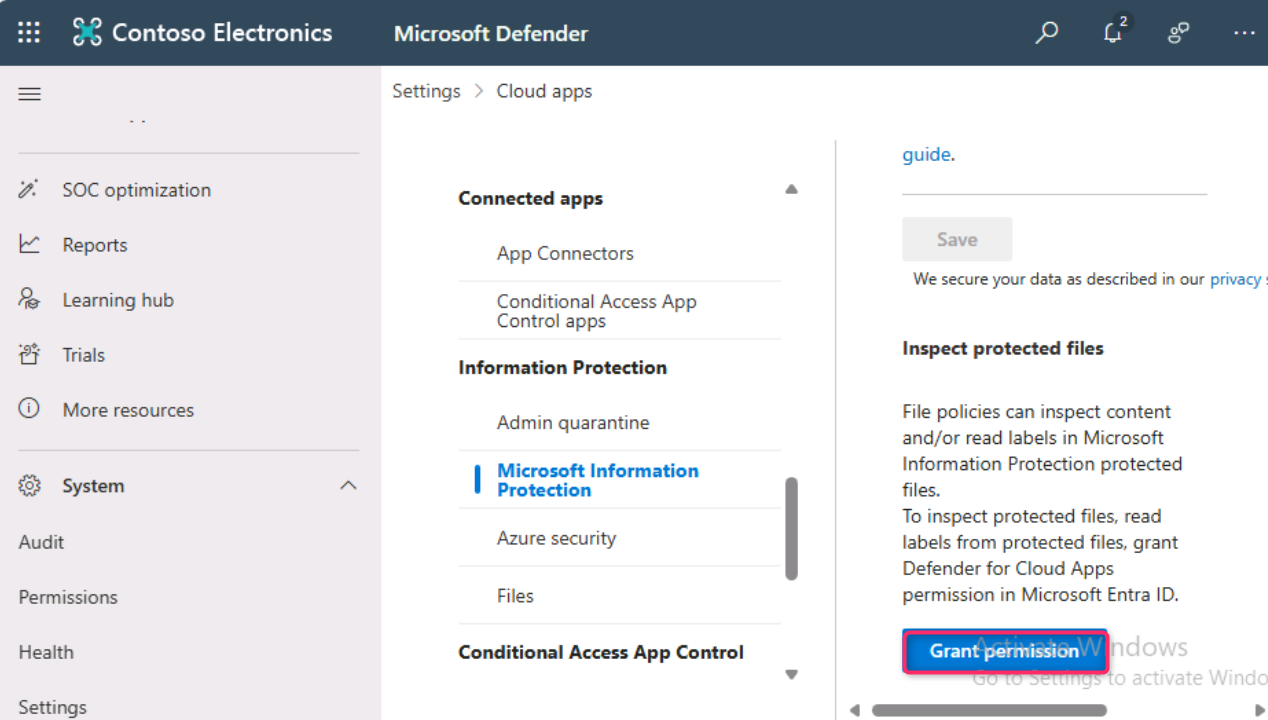 Contoso Electronics
Microsoft Defender
2
Settings > Cloud apps
SOC optimization
Reports
Learning hub
Trials
More resources
System
Audit
Permissions
Health
Settings
Connected apps
App Connectors
Conditional Access App
Control apps
Information Protection
Admin quarantine
Microsoft Information
Protection
Azure security
Files
Conditional Access App Control
guide.
Save
We secure your data as described in our privacy
Inspect protected files
File policies can inspect content
and/or read labels in Microsoft
Information Protection protected
files.
To inspect protected files, read
labels from protected files, grant
Defender for Cloud Apps
permission in Microsoft Entra ID.
Grant permission
Activate Windows
Go to Settings to activate Windo